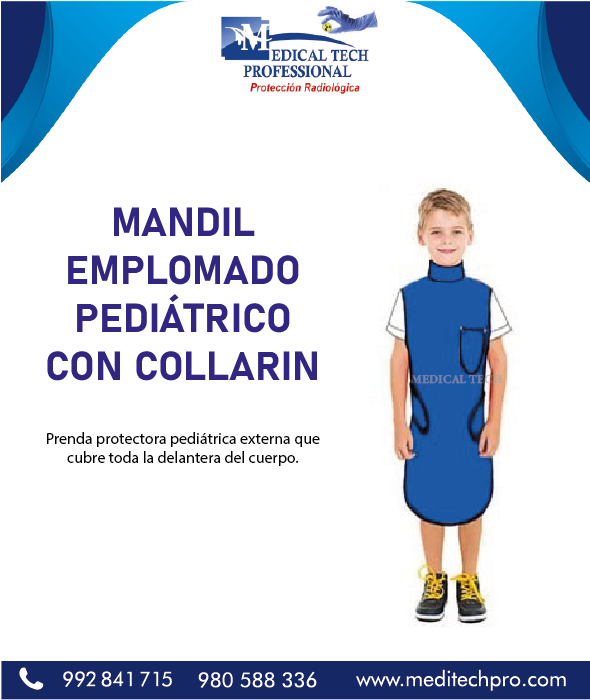 MEDICAL TECH
PROFESSIONAL
Protección Radiológica
MANDIL
EMPLOMADO
PEDIÁTRICO
CON COLLARIN
Prenda protectora pediátrica externa que
cubre toda la delantera del cuerpo.
MEDICAL TECH
992 841 715 980 588 336 www.meditechpro.com